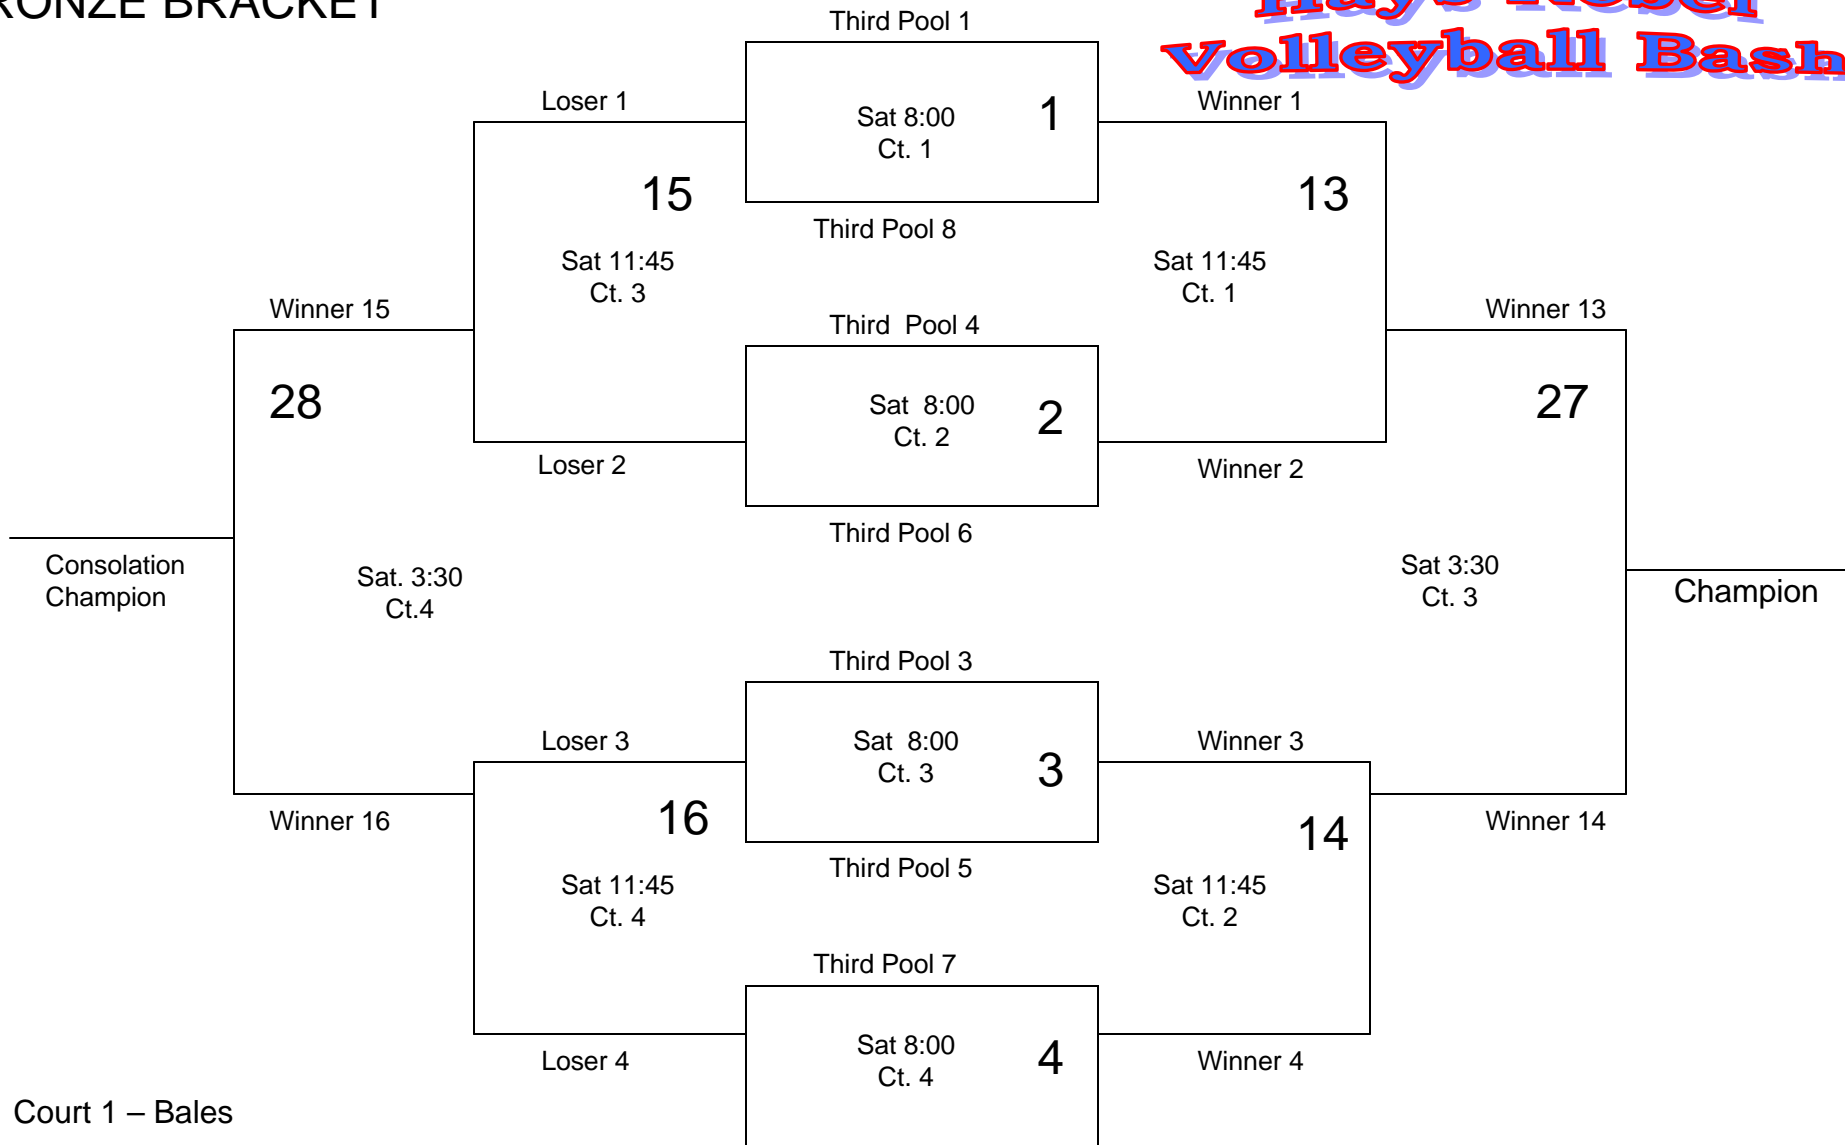 RONZE BRACKET
Hays Rebel
Volleyball Bash
Third Pool 1
Loser 1
Sat 8:00
Ct. 1
1
Winner 1
15
13
Third Pool 8
Sat 11:45
Ct. 3
Sat 11:45
Ct. 1
Winner 15
Third  Pool 4
Winner 13
28
Sat  8:00
Ct. 2
2
27
Loser 2
Winner 2
Third Pool 6
Consolation
Champion
Sat. 3:30
Ct.4
Sat 3:30
Ct. 3
Champion
Third Pool 3
Loser 3
Sat  8:00
Ct. 3
3
Winner 3
Winner 16
16
14
Winner 14
Third Pool 5
Sat 11:45
Ct. 4
Sat 11:45
Ct. 2
Third Pool 7
Loser 4
Sat 8:00
Ct. 4
4
Winner 4
Court 1 – Bales